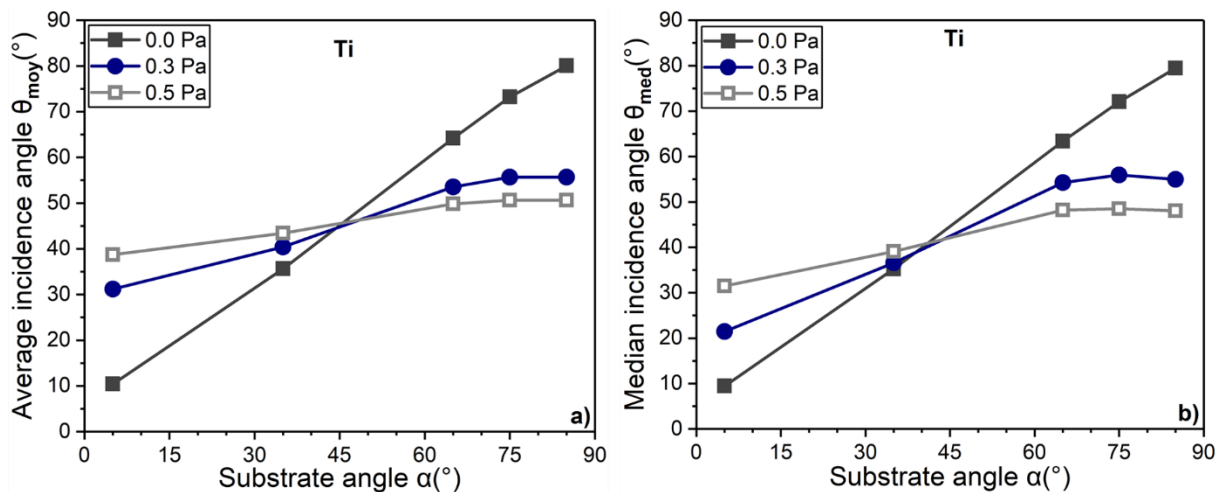 Ti
0.0 Pa
0.3 Pa
0.5 Pa
Average incidence angle θmoy(°)
90
80
70
60
50
40
30
20
10
0
0 15 30 45 60 75 90
Substrate angle α(°)
a)
Ti
0.0 Pa
0.3 Pa
0.5 Pa
Median incidence angle θmed(°)
90
80
70
60
50
40
30
20
10
0
0 15 30 45 60 75 90
Substrate angle α(°)
b)